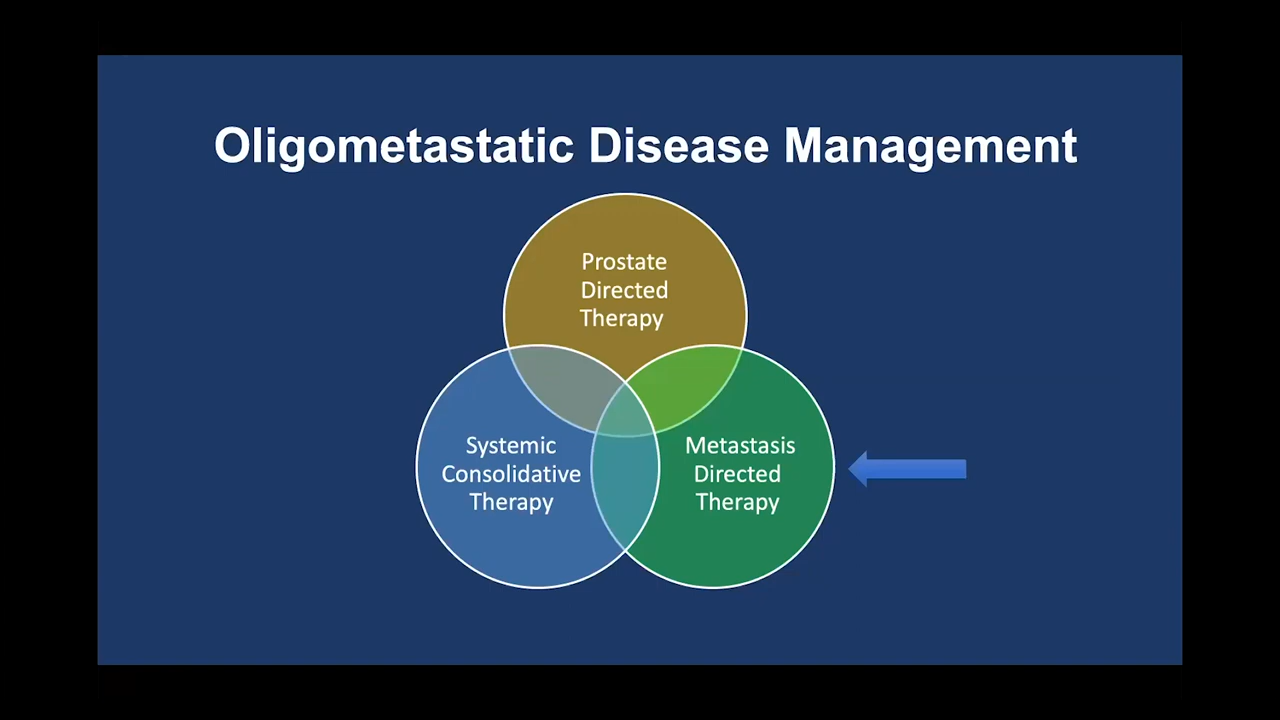 Oligometastatic Disease Management
Prostate
Directed
Therapy
Systemic
Consolidative
Therapy
Metastasis
Directed
Therapy